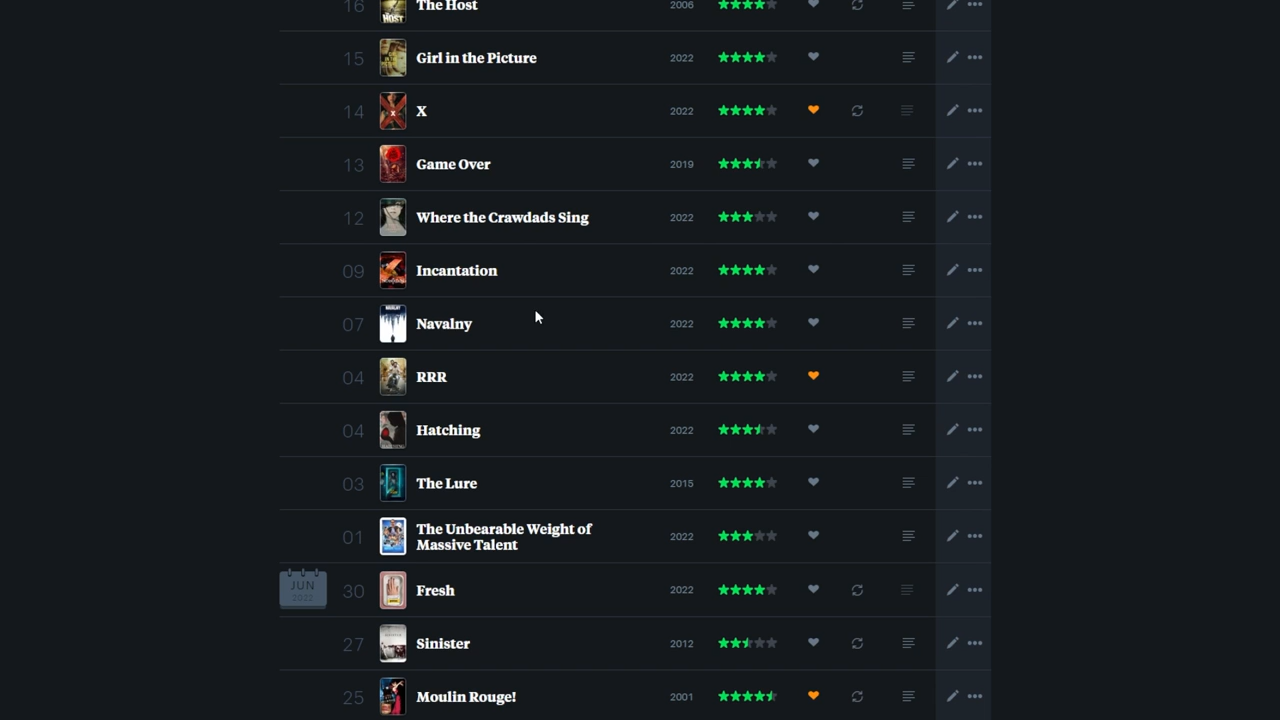 16 The Host 2006
15 Girl in the Picture 2022
14 X 2022
13 Game Over 2019
12 Where the Crawdads Sing 2022
09 Incantation 2022
07 Navalny 2022
04 RRR 2022
04 Hatching 2022
03 The Lure 2015
01 The Unbearable Weight of
Massive Talent 2022
JUN
2022
30 Fresh 2022
27 Sinister 2012
25 Moulin Rouge! 2001